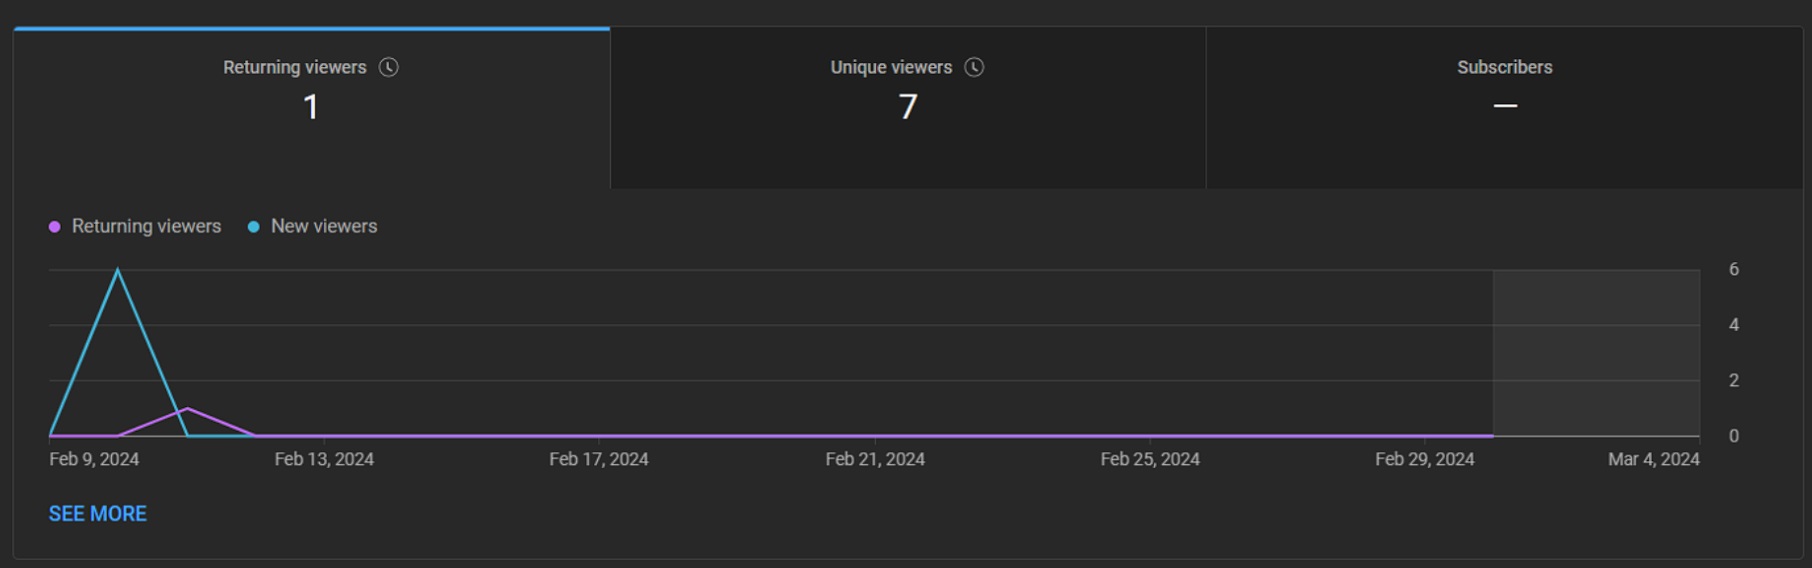 Returning viewers
1
Unique viewers
7
Subscribers
—
Returning viewers New viewers
6
4
2
0
Feb 9, 2024 Feb 13, 2024 Feb 17, 2024 Feb 21, 2024 Feb 25, 2024 Feb 29, 2024 Mar 4, 2024
SEE MORE